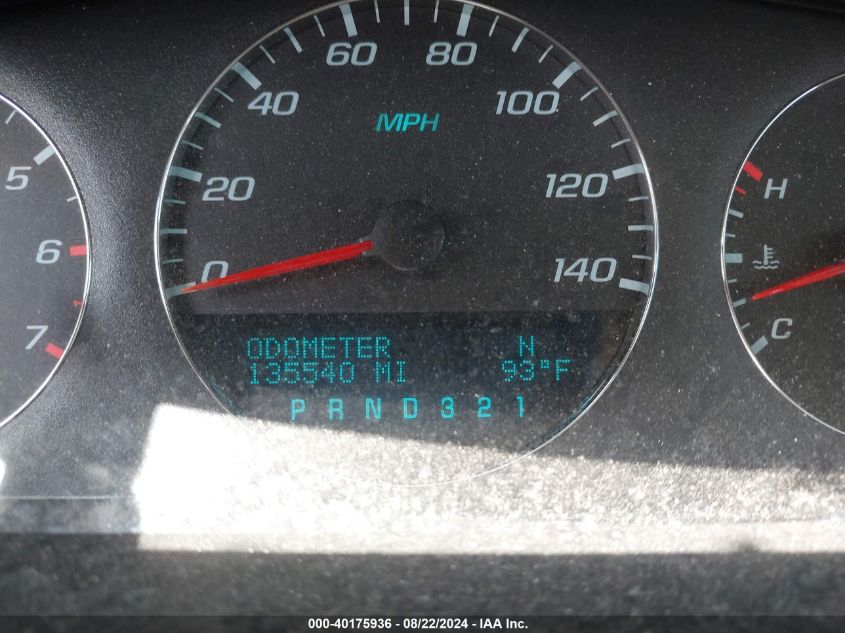 60 80
40 100
MPH
5
20 120
H
6
0 140
7
C
ODOMETER N
135540 MI 93°F
P R N D 3 2 1
000-40175936 - 08/22/2024 - IAA Inc.